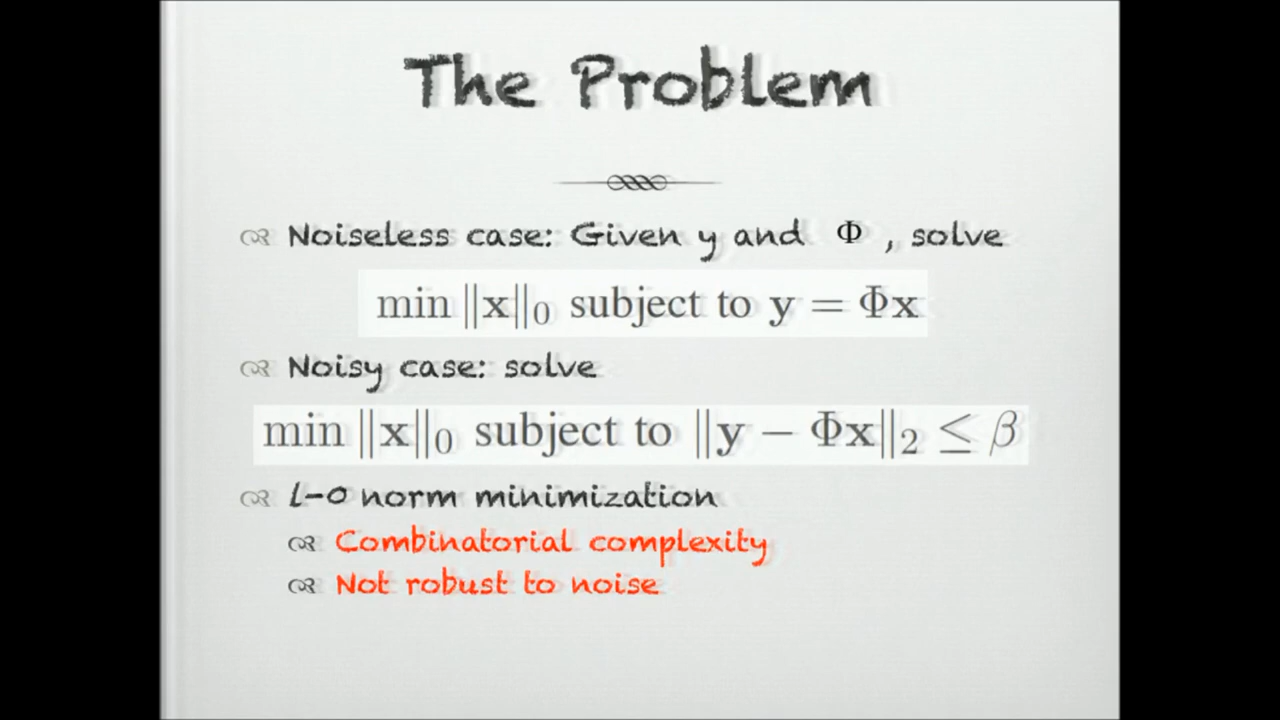 The Problem
Noiseless case: Given y and Φ , solve
min ‖x‖₀ subject to y = Φx
Noisy case: solve
min ‖x‖₀ subject to ‖y − Φx‖₂ ≤ β
L-0 norm minimization
Combinatorial complexity
Not robust to noise